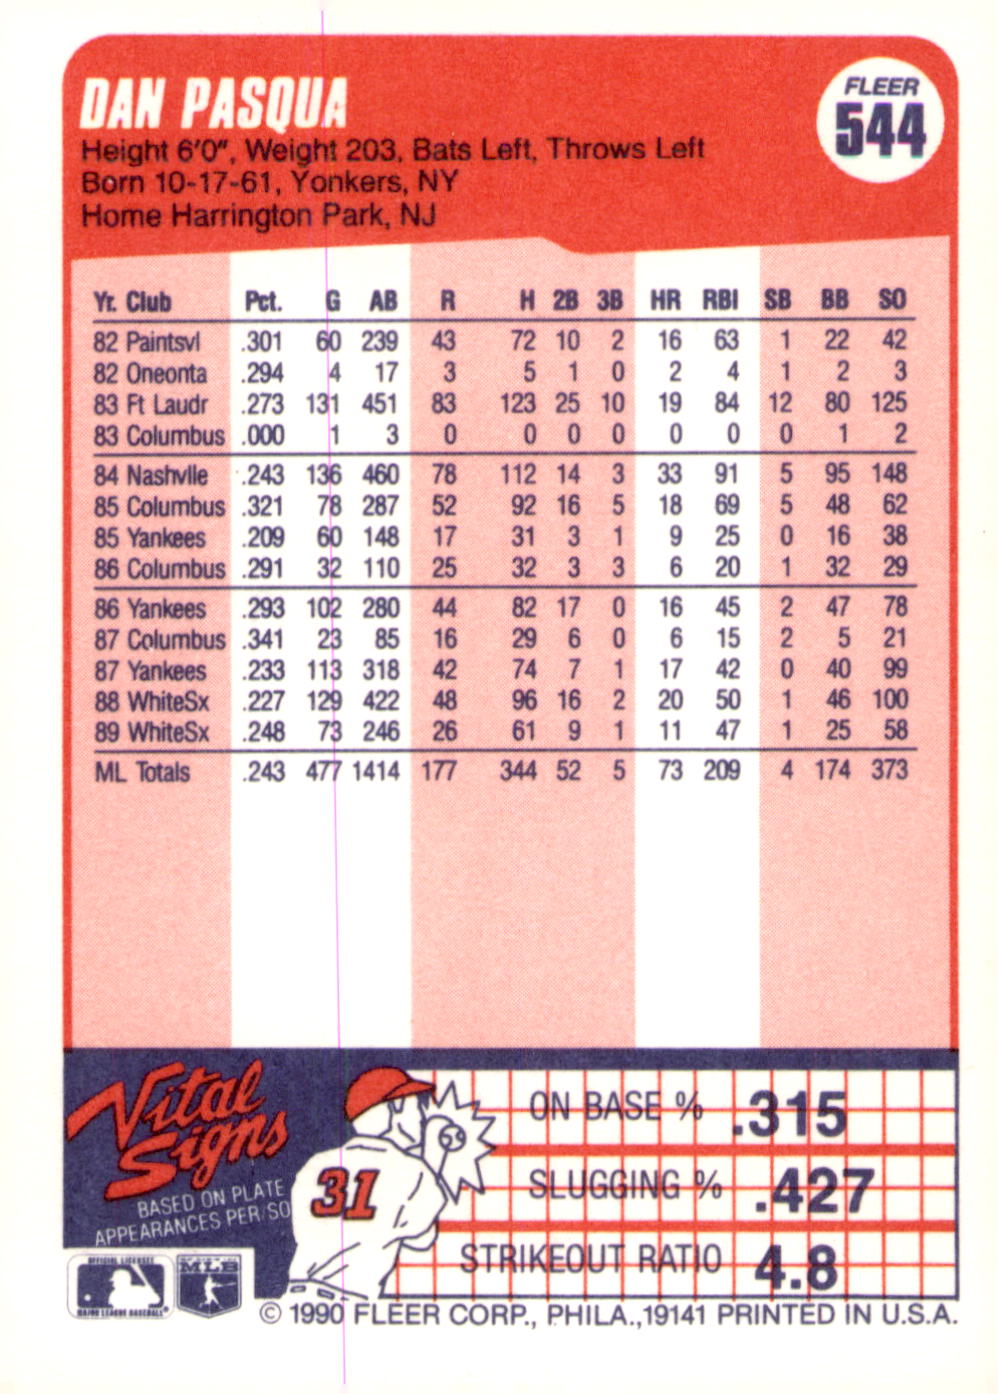 DAN PASQUA
FLEER
544
Height 6'0", Weight 203, Bats Left, Throws Left
Born 10-17-61, Yonkers, NY
Home Harrington Park, NJ
Yr. Club Pct. G AB R H 2B 3B HR RBI SB BB SO
82 Paintsvl .301 60 239 43 72 10 2 16 63 1 22 42
82 Oneonta .294 4 17 3 5 1 0 2 4 1 2 3
83 Ft Laudr .273 131 451 83 123 25 10 19 84 12 80 125
83 Columbus .000 1 3 0 0 0 0 0 0 0 1 2
84 Nashvlle .243 136 460 78 112 14 3 33 91 5 95 148
85 Columbus .321 78 287 52 92 16 5 18 69 5 48 62
85 Yankees .209 60 148 17 31 3 1 9 25 0 16 38
86 Columbus .291 32 110 25 32 3 3 6 20 1 32 29
86 Yankees .293 102 280 44 82 17 0 16 45 2 47 78
87 Columbus .341 23 85 16 29 6 0 6 15 2 5 21
87 Yankees .233 113 318 42 74 7 1 17 42 0 40 99
88 WhiteSx .227 129 422 48 96 16 2 20 50 1 46 100
89 WhiteSx .248 73 246 26 61 9 1 11 47 1 25 58
ML Totals .243 477 1414 177 344 52 5 73 209 4 174 373
Vital
Signs
BASED ON PLATE
APPEARANCES PER/SO
31
ON BASE % .315
SLUGGING % .427
STRIKEOUT RATIO 4.8
OFFICIAL LICENSEE
MAJOR LEAGUE BASEBALL
MLB
© 1990 FLEER CORP., PHILA.,19141 PRINTED IN U.S.A.